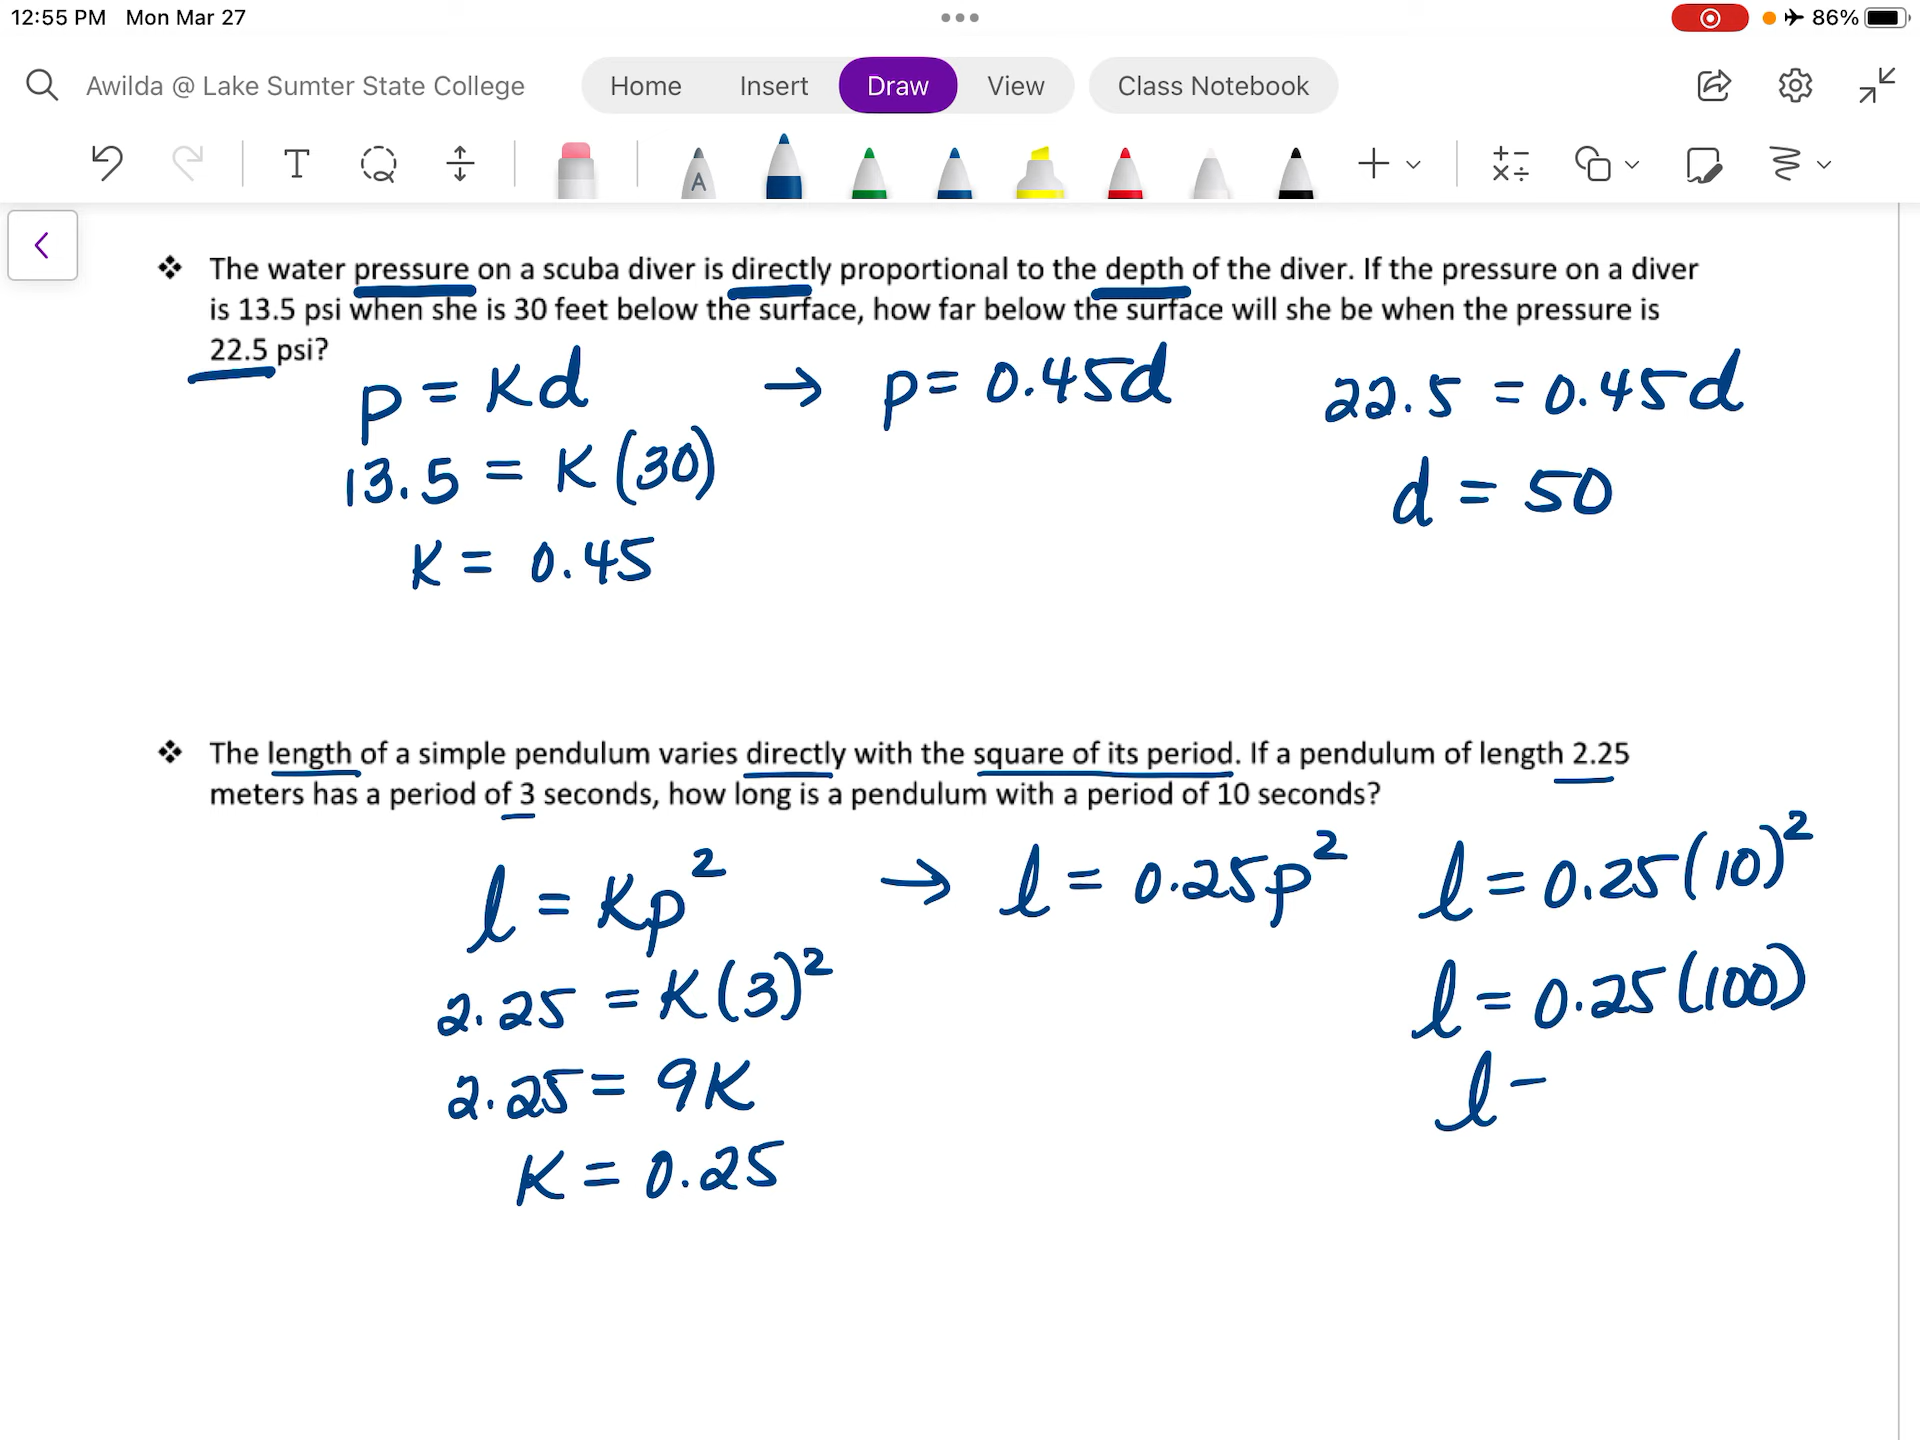 12:55 PM Mon Mar 27
86%
Awilda @ Lake Sumter State College
Home Insert Draw View Class Notebook
T A
❖ The water pressure on a scuba diver is directly proportional to the depth of the diver. If the pressure on a diver
is 13.5 psi when she is 30 feet below the surface, how far below the surface will she be when the pressure is
22.5 psi?
p = Kd → p = 0.45d 22.5 = 0.45d
13.5 = K (30) d = 50
K = 0.45
❖ The length of a simple pendulum varies directly with the square of its period. If a pendulum of length 2.25
meters has a period of 3 seconds, how long is a pendulum with a period of 10 seconds?
l = Kp² → l = 0.25p² l = 0.25(10)²
2.25 = K(3)² l = 0.25(100)
2.25 = 9K l -
K = 0.25